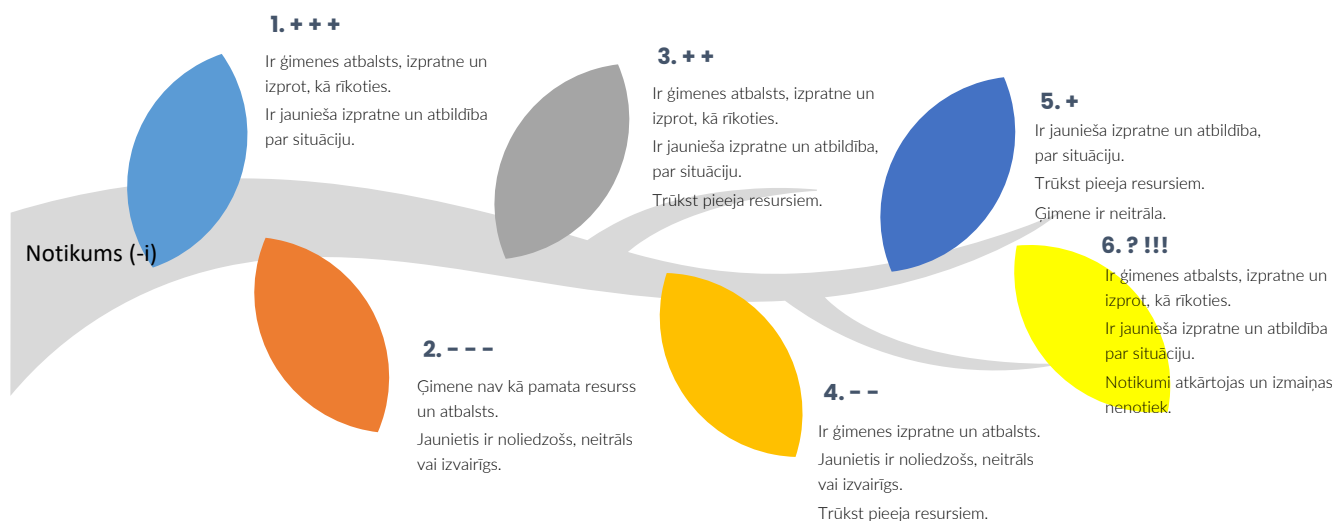 1. + + +
Ir ģimenes atbalsts, izpratne un
izprot, kā rīkoties.
Ir jaunieša izpratne un atbildība
par situāciju.
3. + +
Ir ģimenes atbalsts, izpratne un
izprot, kā rīkoties.
Ir jaunieša izpratne un atbildība,
par situāciju.
Trūkst pieeja resursiem.
5. +
Ir jaunieša izpratne un atbildība,
par situāciju.
Trūkst pieeja resursiem.
Ģimene ir neitrāla.
Notikums (-i)
6. ? !!!
Ir ģimenes atbalsts, izpratne un
izprot, kā rīkoties.
Ir jaunieša izpratne un atbildība
par situāciju.
Notikumi atkārtojas un izmaiņas
nenotiek.
2. - - -
Ģimene nav kā pamata resurss
un atbalsts.
Jaunietis ir noliedzošs, neitrāls
vai izvairīgs.
4. - -
Ir ģimenes izpratne un atbalsts.
Jaunietis ir noliedzošs, neitrāls
vai izvairīgs.
Trūkst pieeja resursiem.